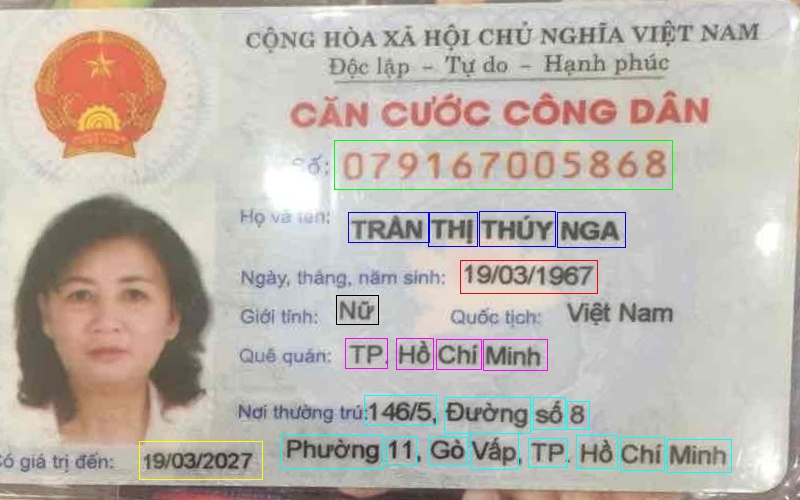 CỘNG HÒA XÃ HỘI CHỦ NGHĨA VIỆT NAM
Độc lập – Tự do – Hạnh phúc
CĂN CƯỚC CÔNG DÂN
Số: 079167005868
Họ và tên: TRẦN THỊ THÚY NGA
Ngày, tháng, năm sinh: 19/03/1967
Giới tính: Nữ Quốc tịch: Việt Nam
Quê quán: TP. Hồ Chí Minh
Nơi thường trú: 146/5, Đường số 8
Phường 11, Gò Vấp, TP. Hồ Chí Minh
Có giá trị đến: 19/03/2027